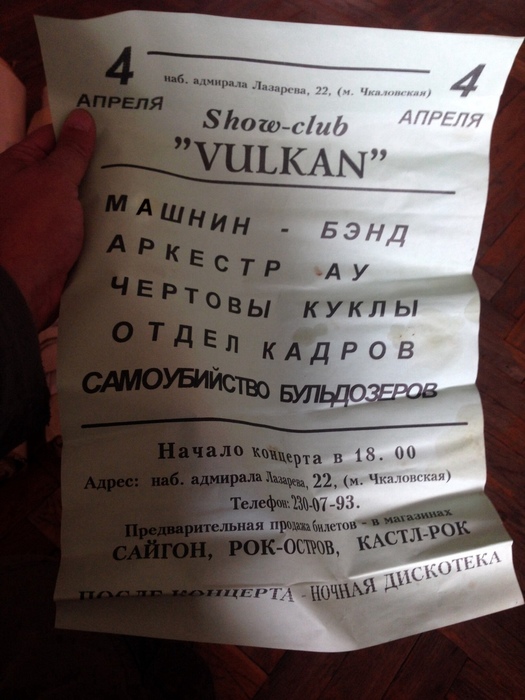 4 4
АПРЕЛЯ АПРЕЛЯ
наб. адмирала Лазарева, 22, (м. Чкаловская)
Show-club
"VULKAN"
МАШНИН - БЭНД
АРКЕСТР АУ
ЧЕРТОВЫ КУКЛЫ
ОТДЕЛ КАДРОВ
САМОУБИЙСТВО БУЛЬДОЗЕРОВ
Начало концерта в 18. 00
Адрес: наб. адмирала Лазарева, 22, (м. Чкаловская)
Телефон: 230-07-93.
Предварительная продажа билетов - в магазинах
САЙГОН, РОК-ОСТРОВ, КАСТЛ-РОК
ПОСЛЕ КОНЦЕРТА - НОЧНАЯ ДИСКОТЕКА